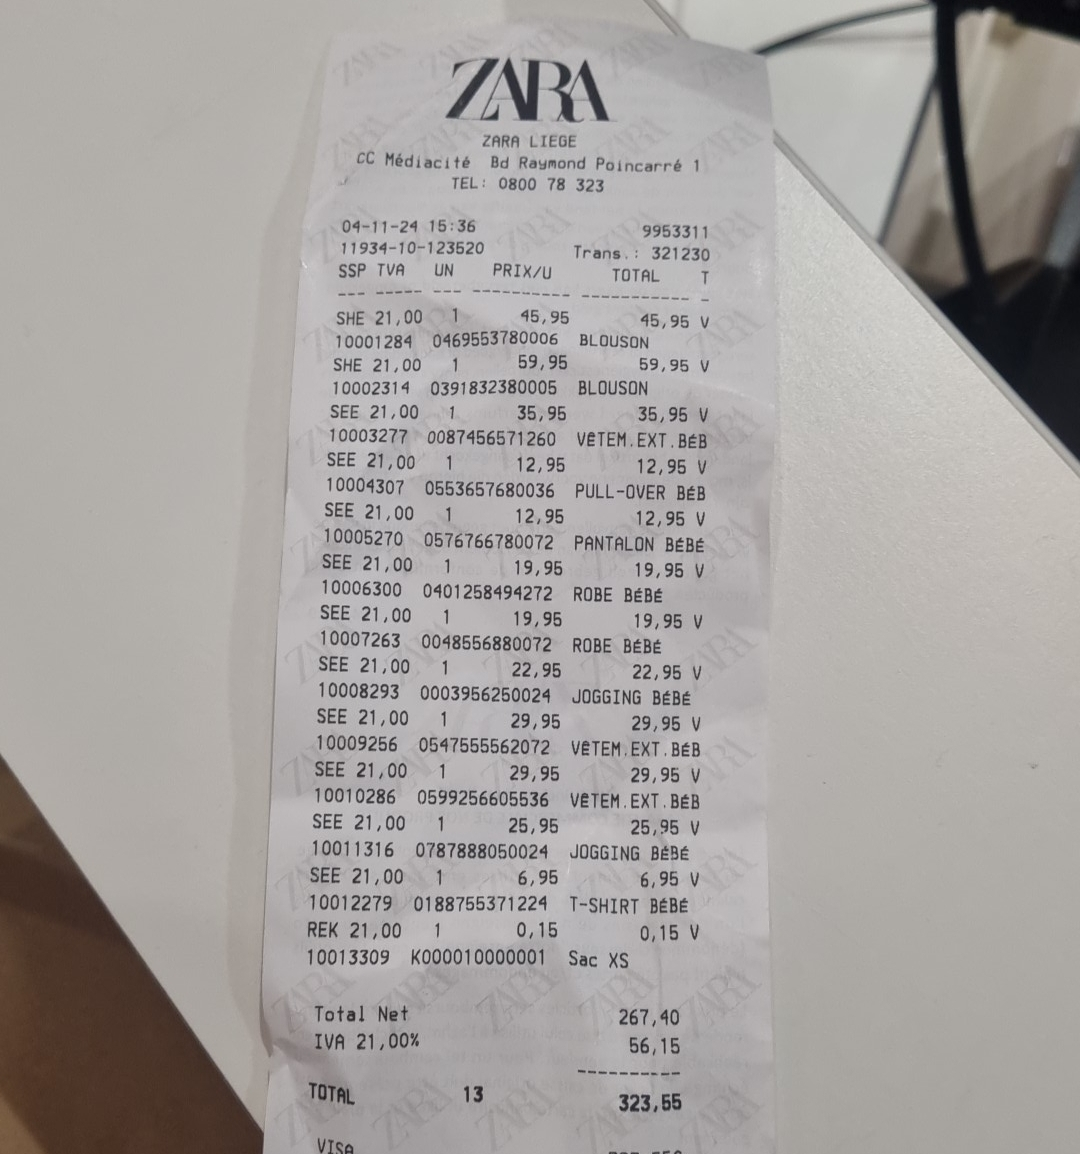 ZARA
ZARA LIEGE
CC Médiacité Bd Raymond Poincarré 1
TEL: 0800 78 323
04-11-24 15:36 9953311
11934-10-123520 Trans.: 321230
SSP TVA UN PRIX/U TOTAL T
--- ----- --- ---------- ----------- -
SHE 21,00 1 45,95 45,95 V
10001284 0469553780006 BLOUSON
SHE 21,00 1 59,95 59,95 V
10002314 0391832380005 BLOUSON
SEE 21,00 1 35,95 35,95 V
10003277 0087456571260 VÊTEM.EXT.BÉB
SEE 21,00 1 12,95 12,95 V
10004307 0553657680036 PULL-OVER BÉB
SEE 21,00 1 12,95 12,95 V
10005270 0576766780072 PANTALON BÉBÉ
SEE 21,00 1 19,95 19,95 V
10006300 0401258494272 ROBE BÉBÉ
SEE 21,00 1 19,95 19,95 V
10007263 0048556880072 ROBE BÉBÉ
SEE 21,00 1 22,95 22,95 V
10008293 0003956250024 JOGGING BÉBÉ
SEE 21,00 1 29,95 29,95 V
10009256 0547555562072 VÊTEM.EXT.BÉB
SEE 21,00 1 29,95 29,95 V
10010286 0599256605536 VÊTEM.EXT.BÉB
SEE 21,00 1 25,95 25,95 V
10011316 0787888050024 JOGGING BÉBÉ
SEE 21,00 1 6,95 6,95 V
10012279 0188755371224 T-SHIRT BÉBÉ
REK 21,00 1 0,15 0,15 V
10013309 K000010000001 Sac XS
Total Net 267,40
IVA 21,00% 56,15
----------
TOTAL 13 323,55
VISA